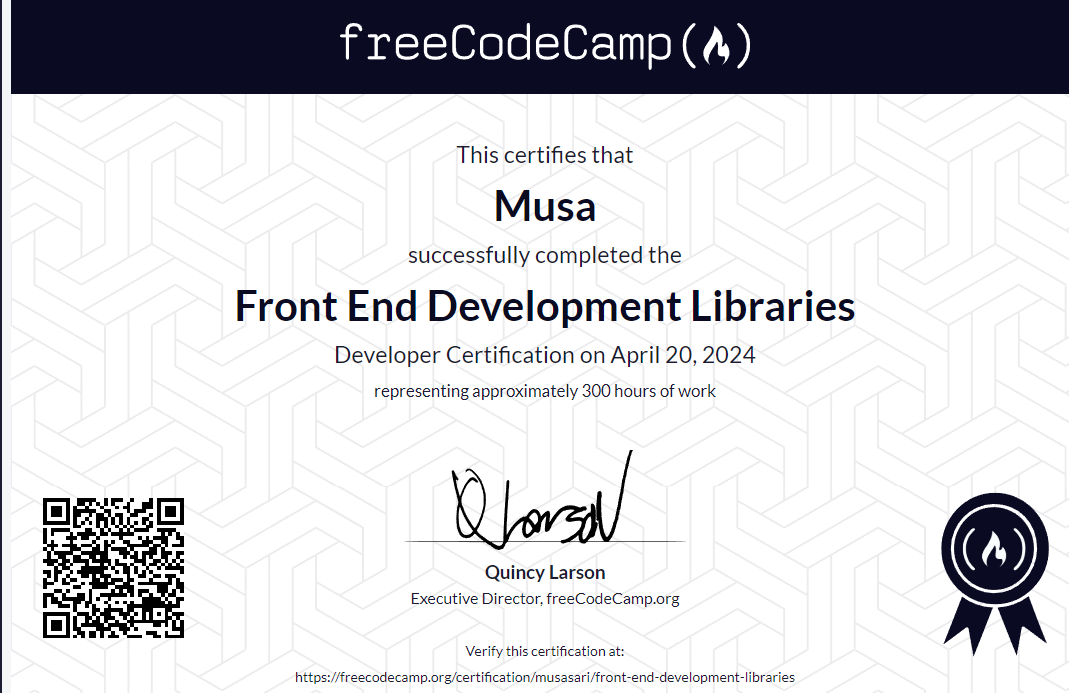 freeCodeCamp
This certifies that
Musa
successfully completed the
Front End Development Libraries
Developer Certification on April 20, 2024
representing approximately 300 hours of work
Q Larson
Quincy Larson
Executive Director, freeCodeCamp.org
Verify this certification at:
https://freecodecamp.org/certification/musasari/front-end-development-libraries